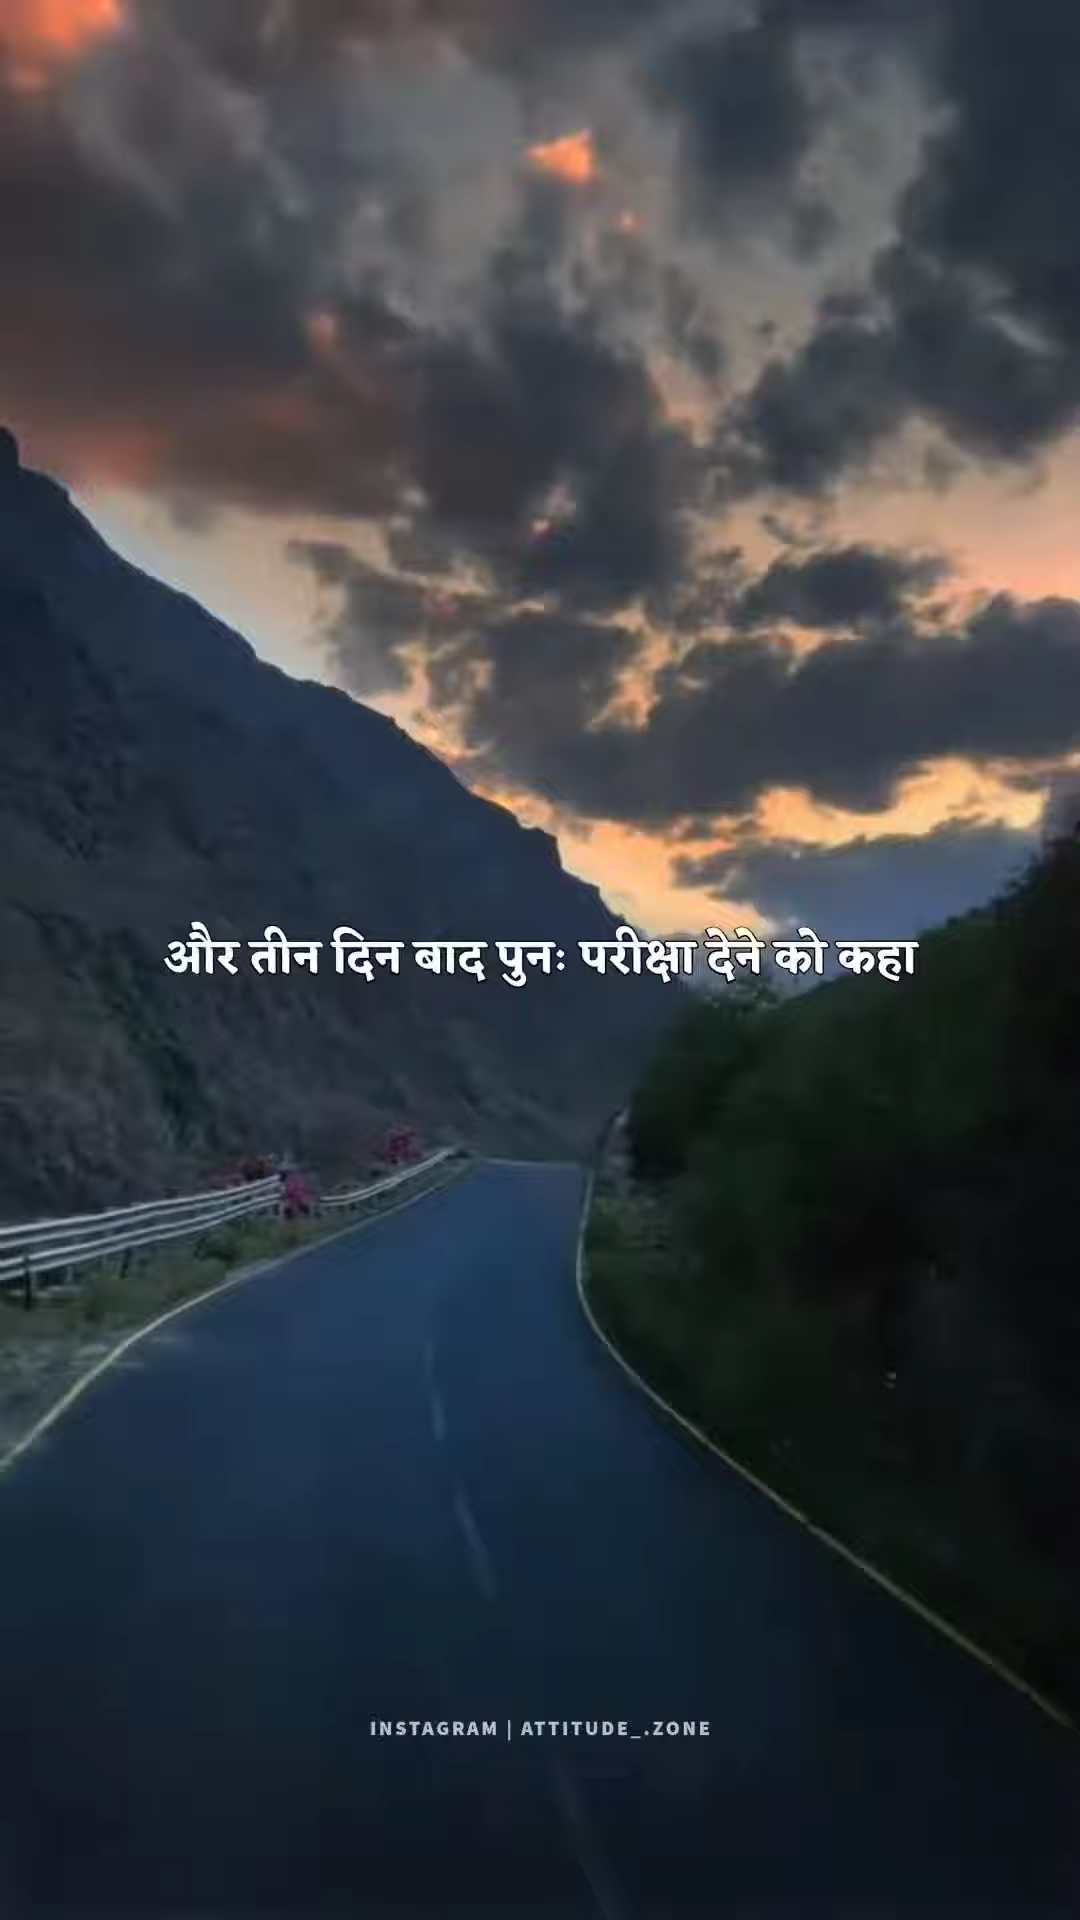 और तीन दिन बाद पुनः परीक्षा देने को कहा
INSTAGRAM | ATTITUDE_.ZONE